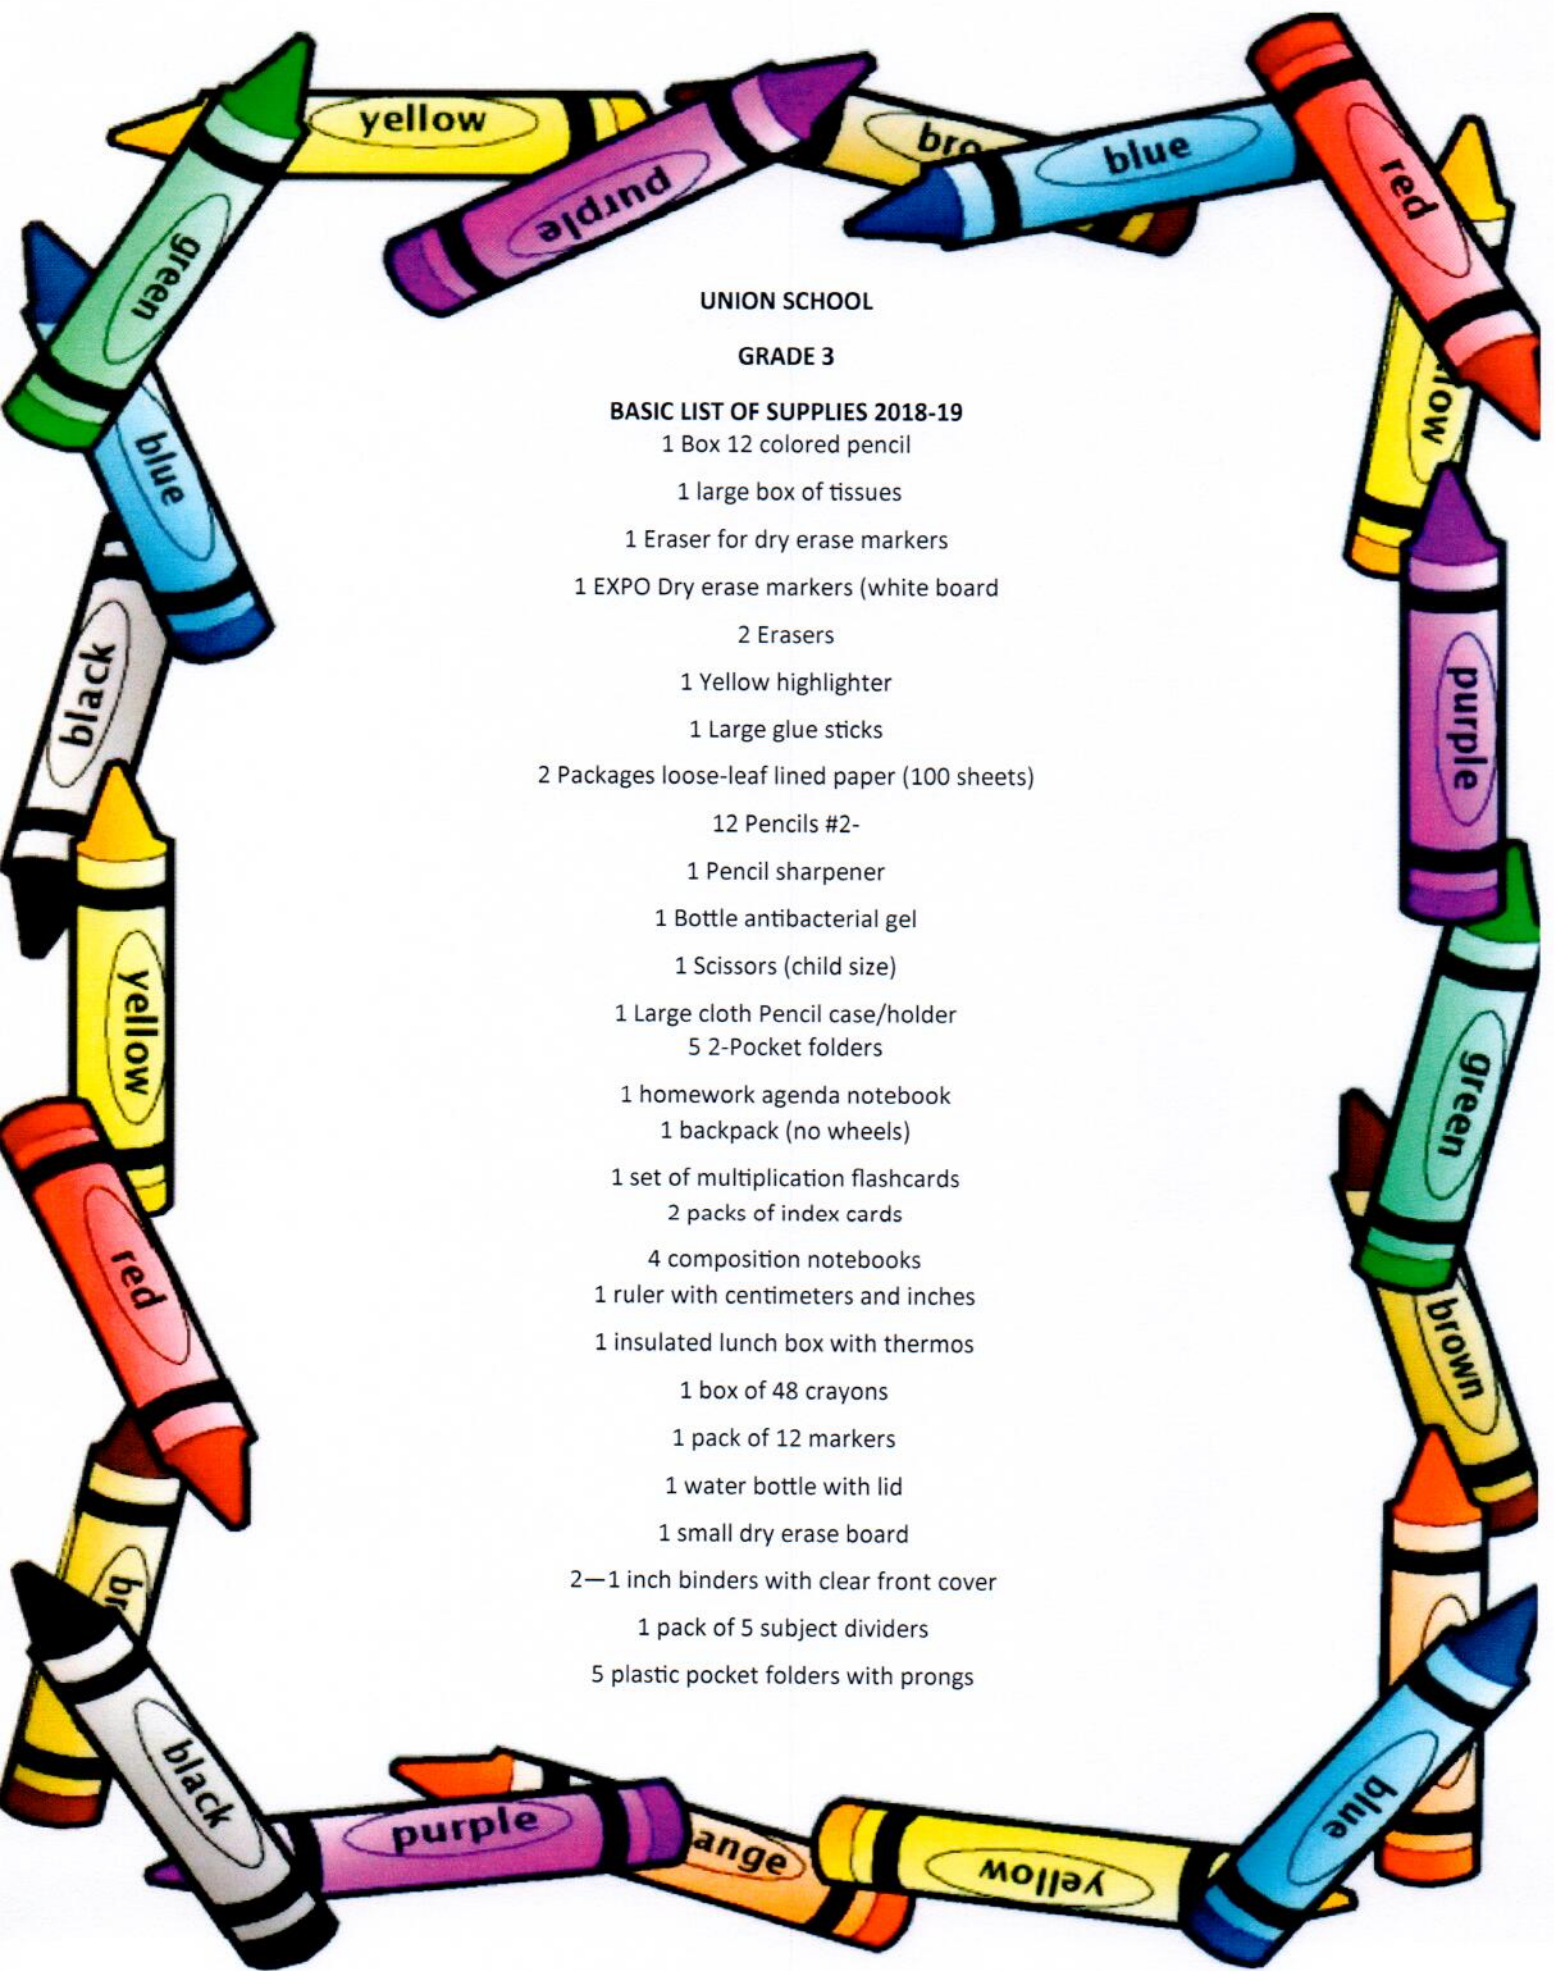 yellow
purple
bro
blue
red
green
low
blue
black
purple
yellow
green
red
brown
br
black
purple
ange
yellow
blue
UNION SCHOOL
GRADE 3
BASIC LIST OF SUPPLIES 2018-19
1 Box 12 colored pencil
1 large box of tissues
1 Eraser for dry erase markers
1 EXPO Dry erase markers (white board
2 Erasers
1 Yellow highlighter
1 Large glue sticks
2 Packages loose-leaf lined paper (100 sheets)
12 Pencils #2-
1 Pencil sharpener
1 Bottle antibacterial gel
1 Scissors (child size)
1 Large cloth Pencil case/holder
5 2-Pocket folders
1 homework agenda notebook
1 backpack (no wheels)
1 set of multiplication flashcards
2 packs of index cards
4 composition notebooks
1 ruler with centimeters and inches
1 insulated lunch box with thermos
1 box of 48 crayons
1 pack of 12 markers
1 water bottle with lid
1 small dry erase board
2—1 inch binders with clear front cover
1 pack of 5 subject dividers
5 plastic pocket folders with prongs